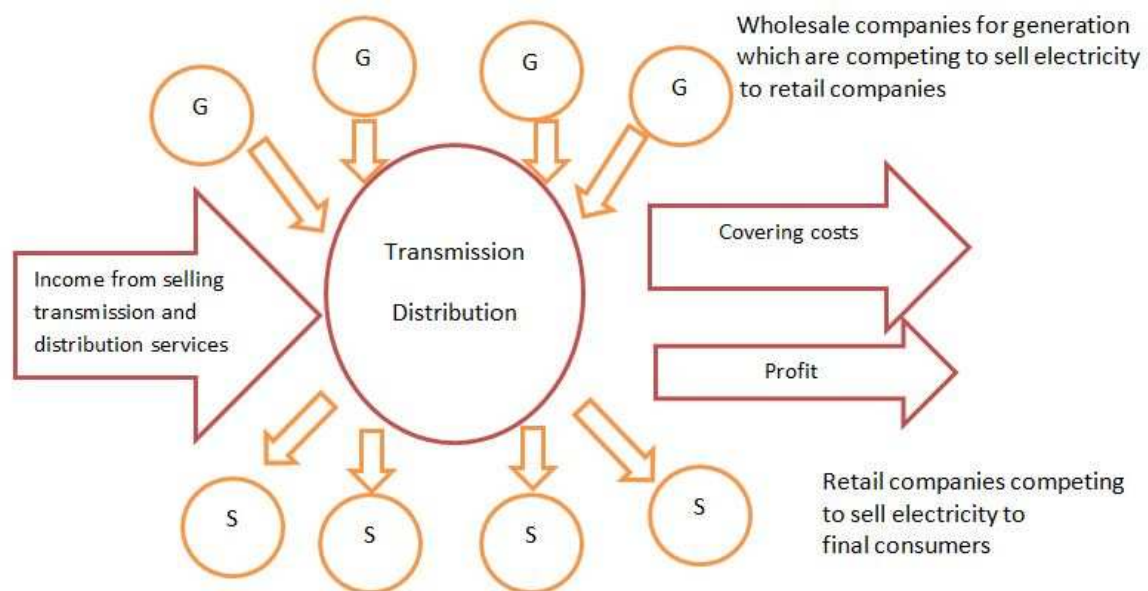 Wholesale companies for generation
which are competing to sell electricity
to retail companies
G
G
G
G
Transmission
Distribution
Income from selling
transmission and
distribution services
Covering costs
Profit
S
S
S
S
Retail companies competing
to sell electricity to
final consumers